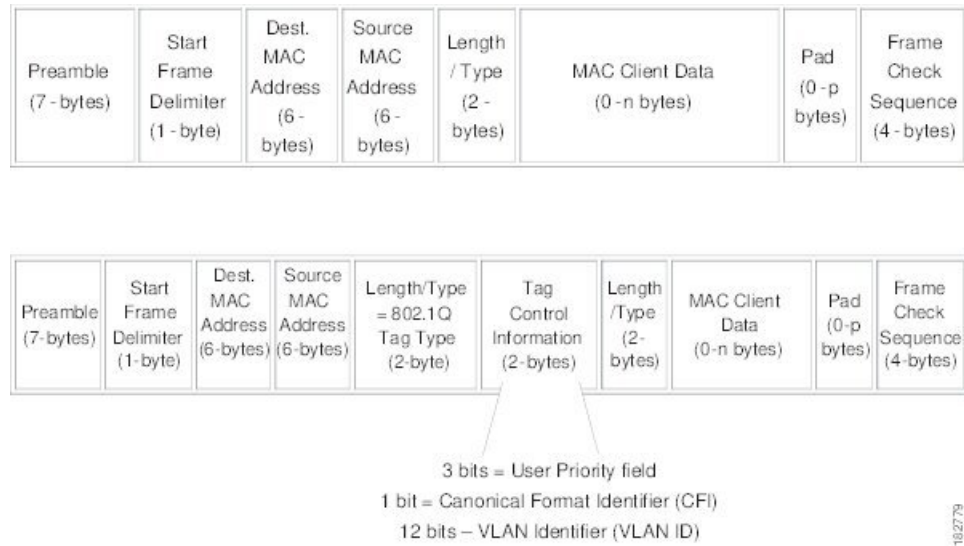 Preamble
(7 - bytes)
Start
Frame
Delimiter
(1 - byte)
Dest.
MAC
Address
(6 -
bytes)
Source
MAC
Address
(6 -
bytes)
Length
/ Type
(2 -
bytes)
MAC Client Data
(0 -n bytes)
Pad
(0 -p
bytes)
Frame
Check
Sequence
(4 - bytes)
Preamble
(7-bytes)
Start
Frame
Delimiter
(1-byte)
Dest.
MAC
Address
(6-bytes)
Source
MAC
Address
(6-bytes)
Length/Type
= 802.1Q
Tag Type
(2-byte)
Tag
Control
Information
(2-bytes)
Length
/Type
(2-
bytes)
MAC Client
Data
(0-n bytes)
Pad
(0-p
bytes)
Frame
Check
Sequence
(4-bytes)
3 bits = User Priority field
1 bit = Canonical Format Identifier (CFI)
12 bits – VLAN Identifier (VLAN ID)
182779